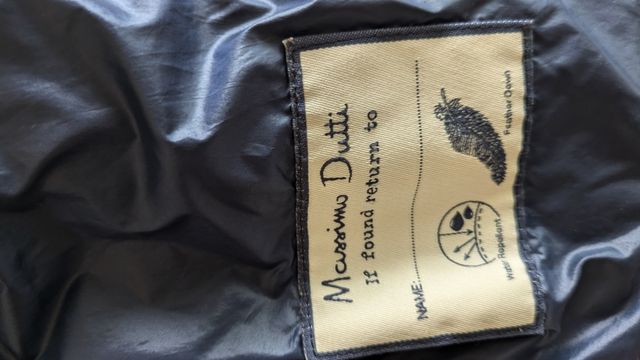 Massimo Dutti
If found return to
NAME:
Water Repellent
Feather Down